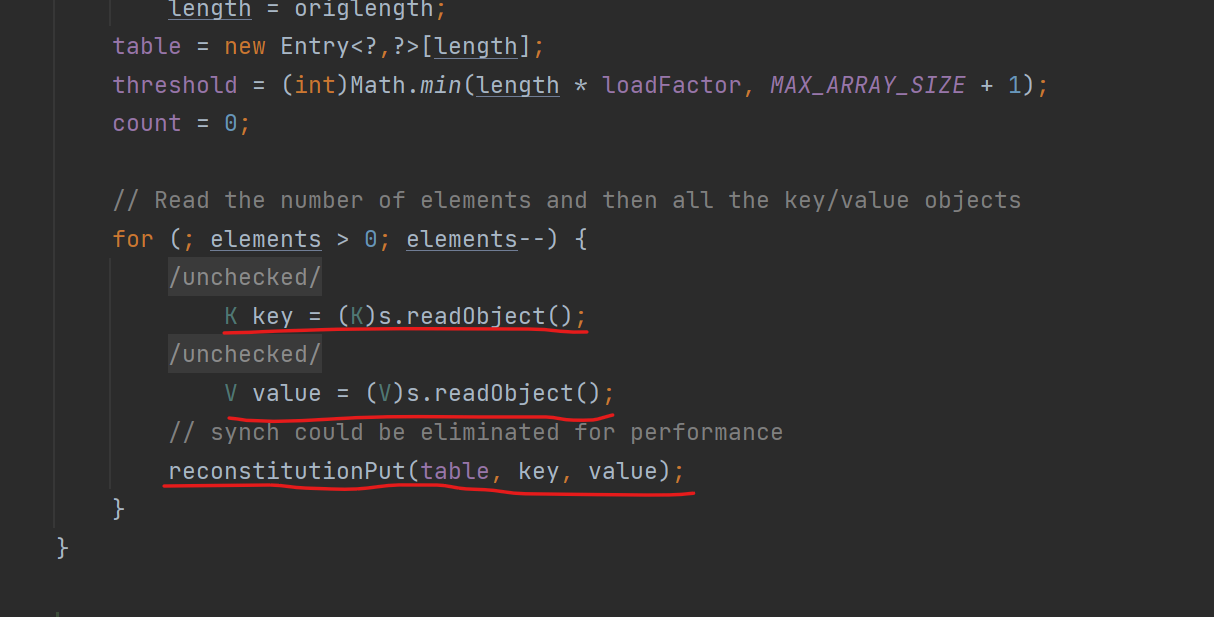 length = origlength;
table = new Entry<?,?>[length];
threshold = (int)Math.min(length * loadFactor, MAX_ARRAY_SIZE + 1);
count = 0;
// Read the number of elements and then all the key/value objects
for (; elements > 0; elements--) {
/unchecked/
K key = (K)s.readObject();
/unchecked/
V value = (V)s.readObject();
// synch could be eliminated for performance
reconstitutionPut(table, key, value);
}
}